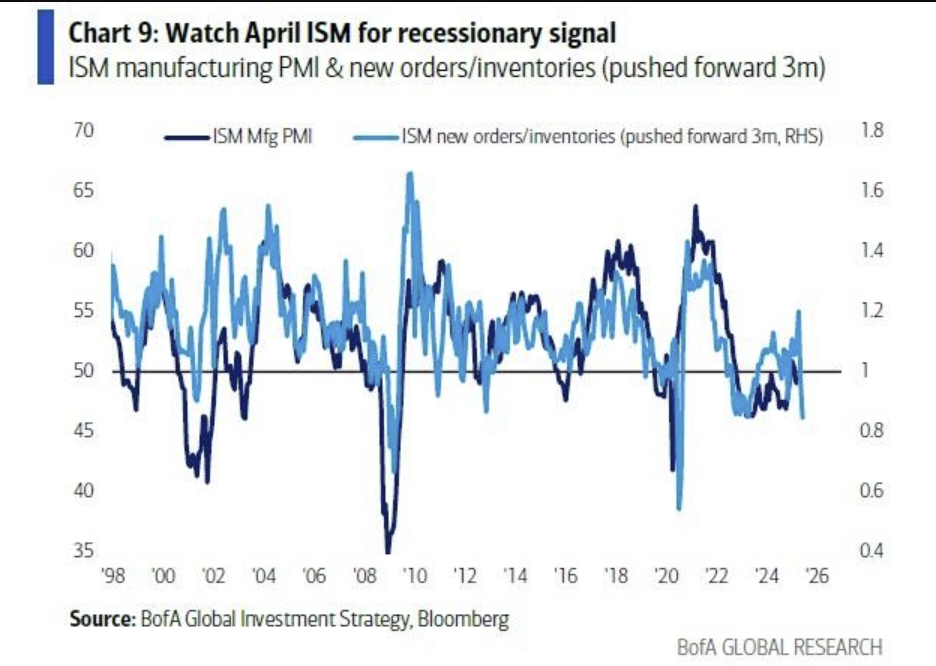 Chart 9: Watch April ISM for recessionary signal
ISM manufacturing PMI & new orders/inventories (pushed forward 3m)
70 ISM Mfg PMI ISM new orders/inventories (pushed forward 3m, RHS) 1.8
65 1.6
60 1.4
55 1.2
50 1
45 0.8
40 0.6
35 0.4
'98 '00 '02 '04 '06 '08 '10 '12 '14 '16 '18 '20 '22 '24 '26
Source: BofA Global Investment Strategy, Bloomberg
BofA GLOBAL RESEARCH